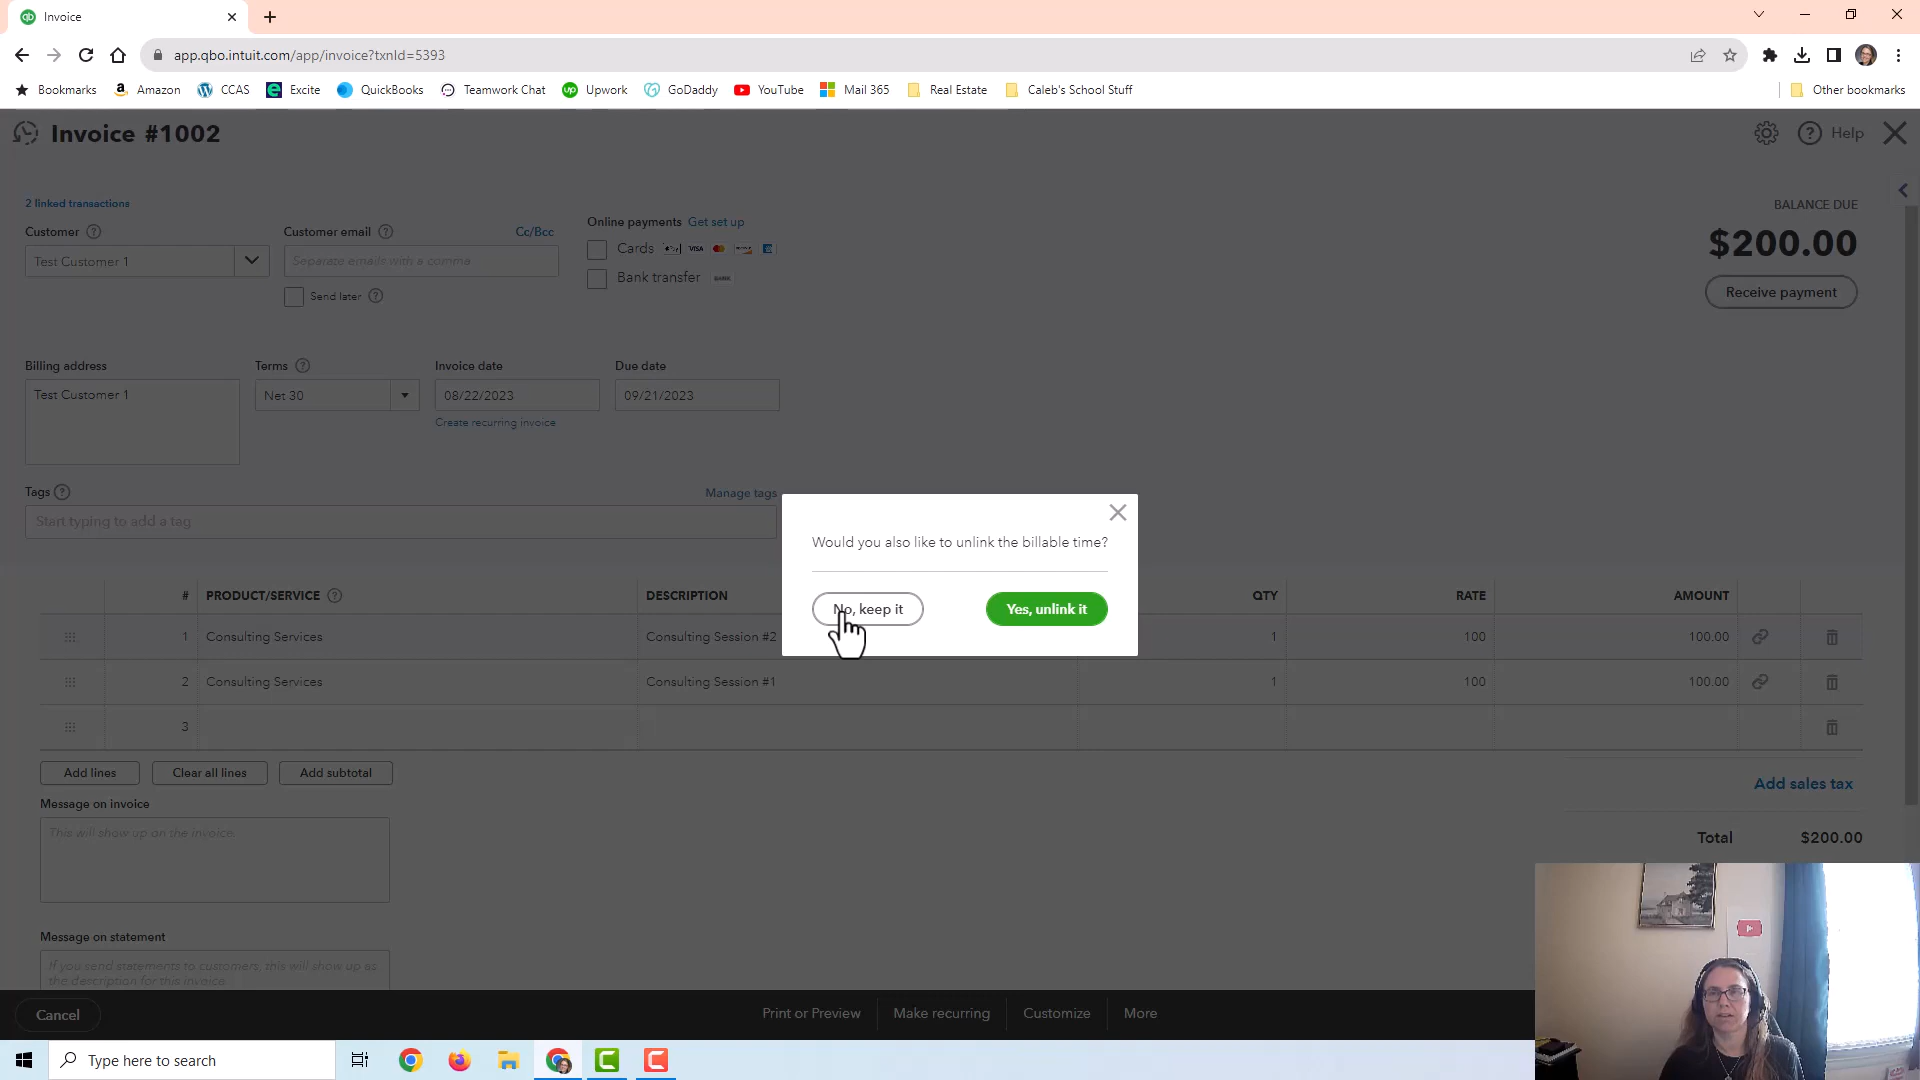 Invoice
app.qbo.intuit.com/app/invoice?txnId=5393
Bookmarks
Amazon
CCAS
Excite
QuickBooks
Teamwork Chat
Upwork
GoDaddy
YouTube
Mail 365
Real Estate
Caleb's School Stuff
Other bookmarks
Invoice #1002
Help
2 linked transactions
BALANCE DUE
$200.00
Receive payment
Customer
Customer email
Cc/Bcc
Online payments Get set up
Test Customer 1
Separate emails with a comma
Cards
VISA
Bank transfer
BANK
Send later
Billing address
Terms
Invoice date
Due date
Test Customer 1
Net 30
08/22/2023
09/21/2023
Create recurring invoice
Tags
Manage tags
Start typing to add a tag
Would you also like to unlink the billable time?
No, keep it
Yes, unlink it
# PRODUCT/SERVICE DESCRIPTION QTY RATE AMOUNT
1 Consulting Services Consulting Session #2 1 100 100.00
2 Consulting Services Consulting Session #1 1 100 100.00
3
Add lines
Clear all lines
Add subtotal
Add sales tax
Message on invoice
This will show up on the invoice.
Total $200.00
Message on statement
If you send statements to customers, this will show up as
the description for this invoice.
Cancel
Print or Preview
Make recurring
Customize
More
Type here to search